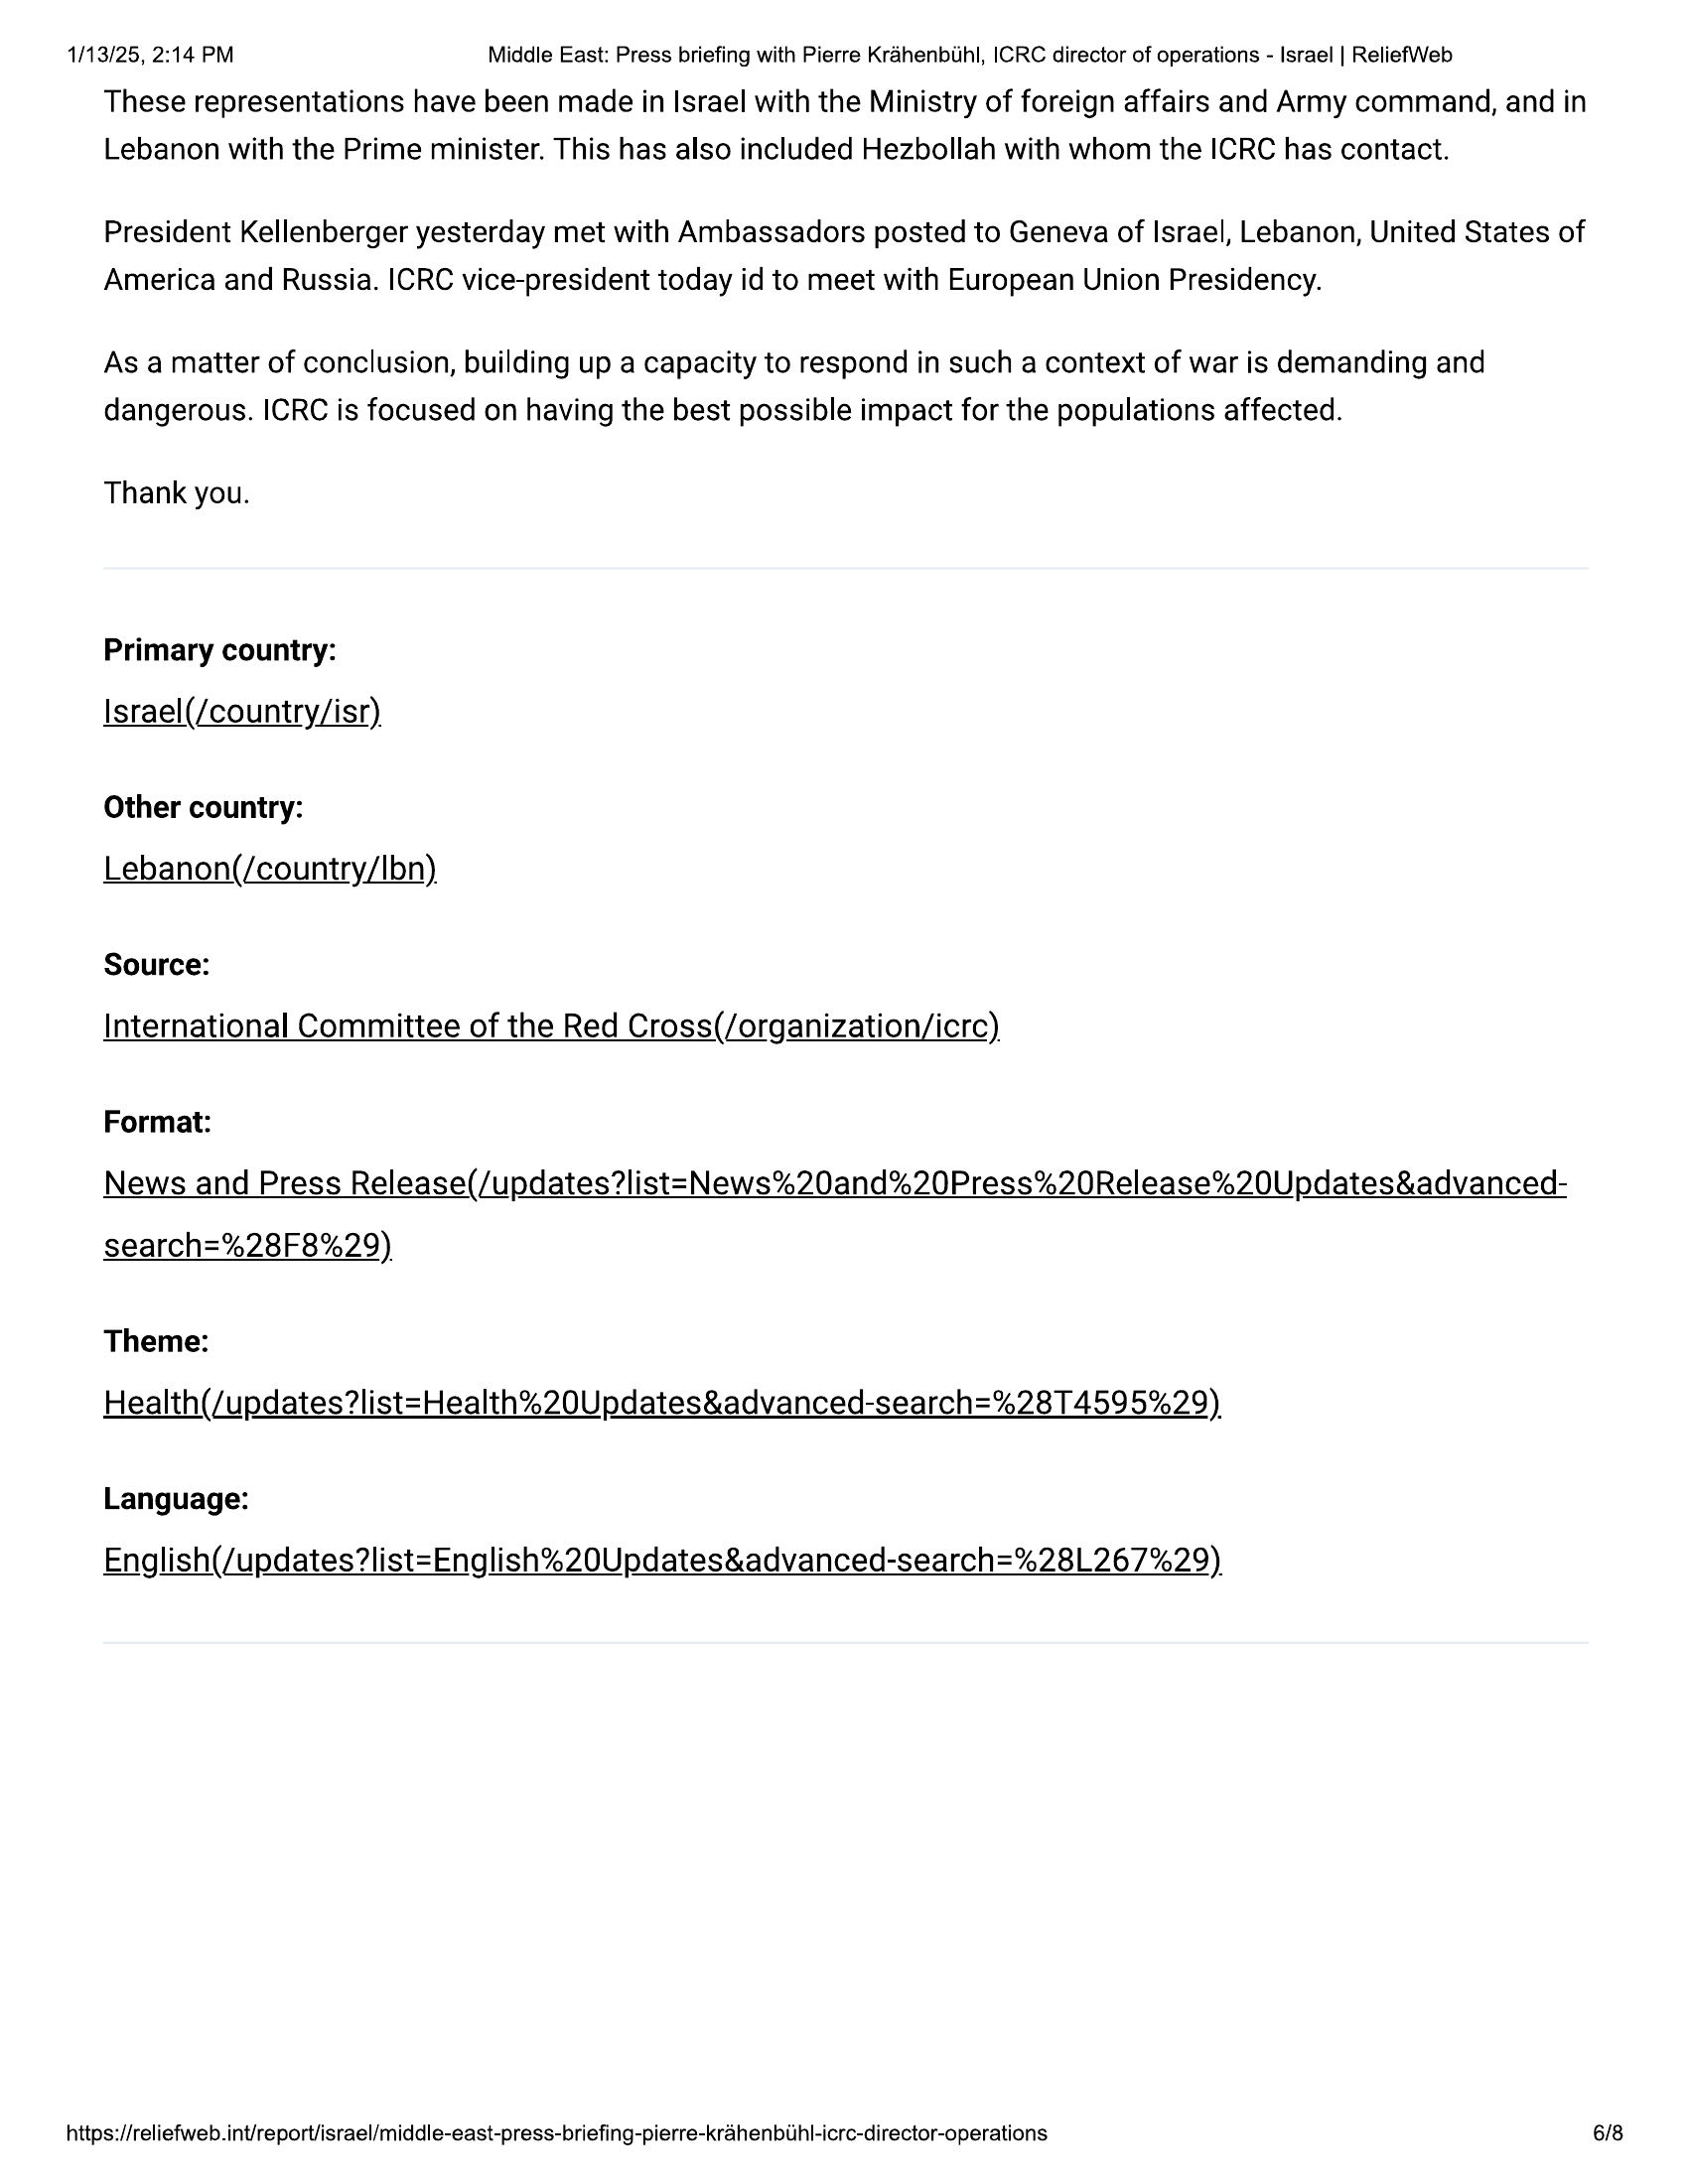 1/13/25, 2:14 PM Middle East: Press briefing with Pierre Krähenbühl, ICRC director of operations - Israel | ReliefWeb
These representations have been made in Israel with the Ministry of foreign affairs and Army command, and in
Lebanon with the Prime minister. This has also included Hezbollah with whom the ICRC has contact.
President Kellenberger yesterday met with Ambassadors posted to Geneva of Israel, Lebanon, United States of
America and Russia. ICRC vice-president today id to meet with European Union Presidency.
As a matter of conclusion, building up a capacity to respond in such a context of war is demanding and
dangerous. ICRC is focused on having the best possible impact for the populations affected.
Thank you.
Primary country:
Israel(/country/isr)
Other country:
Lebanon(/country/lbn)
Source:
International Committee of the Red Cross(/organization/icrc)
Format:
News and Press Release(/updates?list=News%20and%20Press%20Release%20Updates&advanced-
search=%28F8%29)
Theme:
Health(/updates?list=Health%20Updates&advanced-search=%28T4595%29)
Language:
English(/updates?list=English%20Updates&advanced-search=%28L267%29)
https://reliefweb.int/report/israel/middle-east-press-briefing-pierre-krähenbühl-icrc-director-operations 6/8